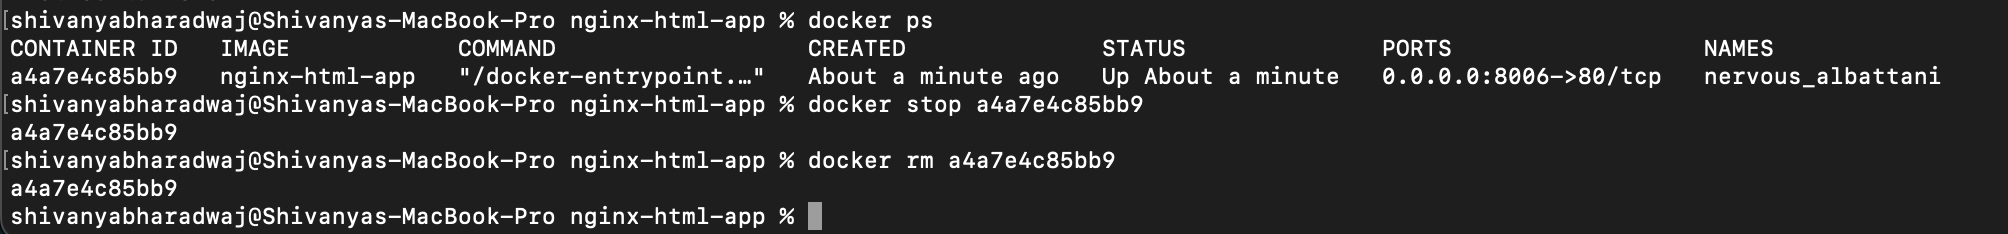 [shivanyabharadwaj@Shivanyas-MacBook-Pro nginx-html-app % docker ps
CONTAINER ID   IMAGE            COMMAND                  CREATED              STATUS              PORTS                  NAMES
a4a7e4c85bb9   nginx-html-app   "/docker-entrypoint.…"   About a minute ago   Up About a minute   0.0.0.0:8006->80/tcp   nervous_albattani
[shivanyabharadwaj@Shivanyas-MacBook-Pro nginx-html-app % docker stop a4a7e4c85bb9
a4a7e4c85bb9
[shivanyabharadwaj@Shivanyas-MacBook-Pro nginx-html-app % docker rm a4a7e4c85bb9
a4a7e4c85bb9
shivanyabharadwaj@Shivanyas-MacBook-Pro nginx-html-app %